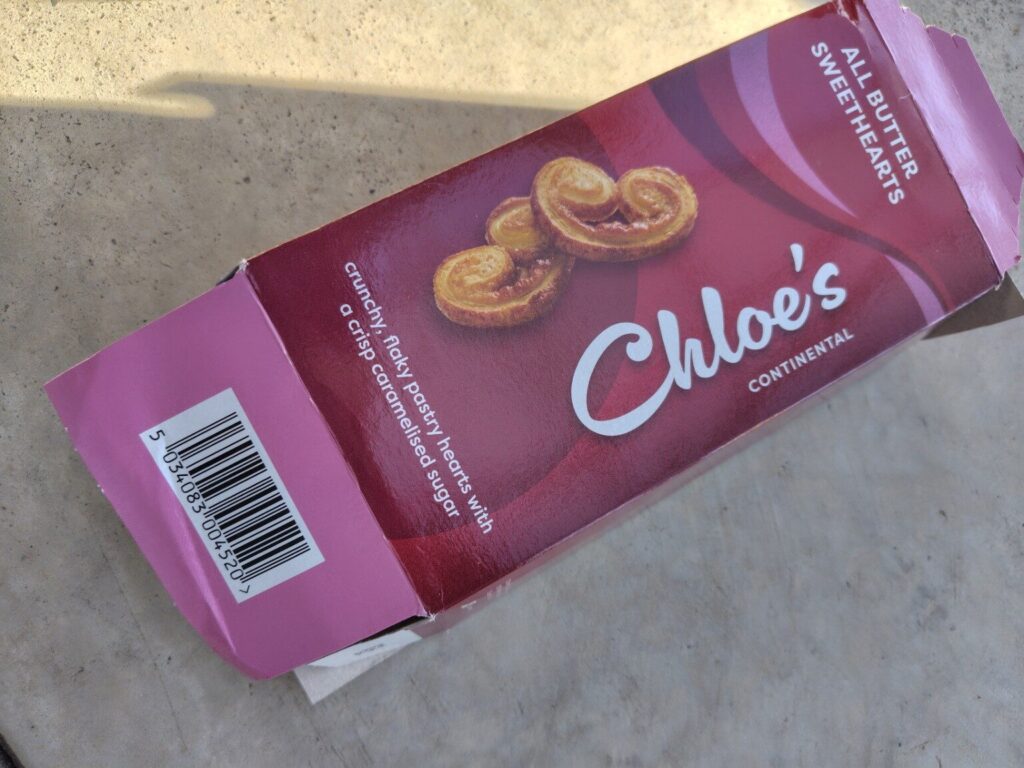 ALL BUTTER
SWEETHEARTS
Chloe's
CONTINENTAL
crunchy, flaky pastry hearts with
a crisp caramelised sugar
5 034083 004520 >